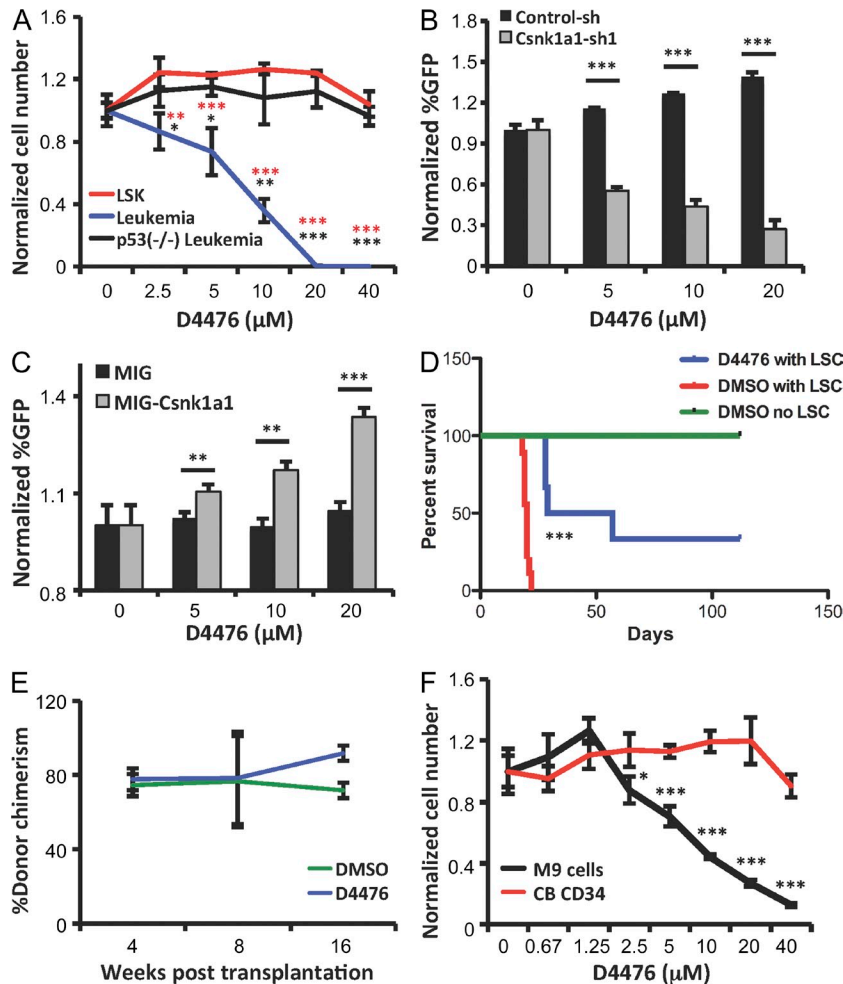 A
Normalized cell number
1.6
1.2
0.8
0.4
0
** *
*** *
*** **
*** ***
*** ***
LSK
Leukemia
p53(-/-) Leukemia
0 2.5 5 10 20 40
D4476 (µM)
B
Normalized %GFP
1.8
1.5
1.2
0.9
0.6
0.3
0
Control-sh
Csnk1a1-sh1
*** *** ***
0 5 10 20
D4476 (µM)
C
Normalized %GFP
1.4
1.1
0.8
MIG
MIG-Csnk1a1
** ** ***
0 5 10 20
D4476 (µM)
D
Percent survival
150
100
50
0
D4476 with LSC
DMSO with LSC
DMSO no LSC
***
0 50 100 150
Days
E
%Donor chimerism
120
80
40
0
DMSO
D4476
4 8 16
Weeks post transplantation
F
Normalized cell number
1.6
1.2
0.8
0.4
0
* *** *** *** ***
M9 cells
CB CD34
0 0.67 1.25 2.5 5 10 20 40
D4476 (µM)